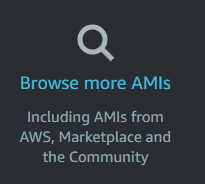 Browse more AMIs
Including AMIs from
AWS, Marketplace and
the Community